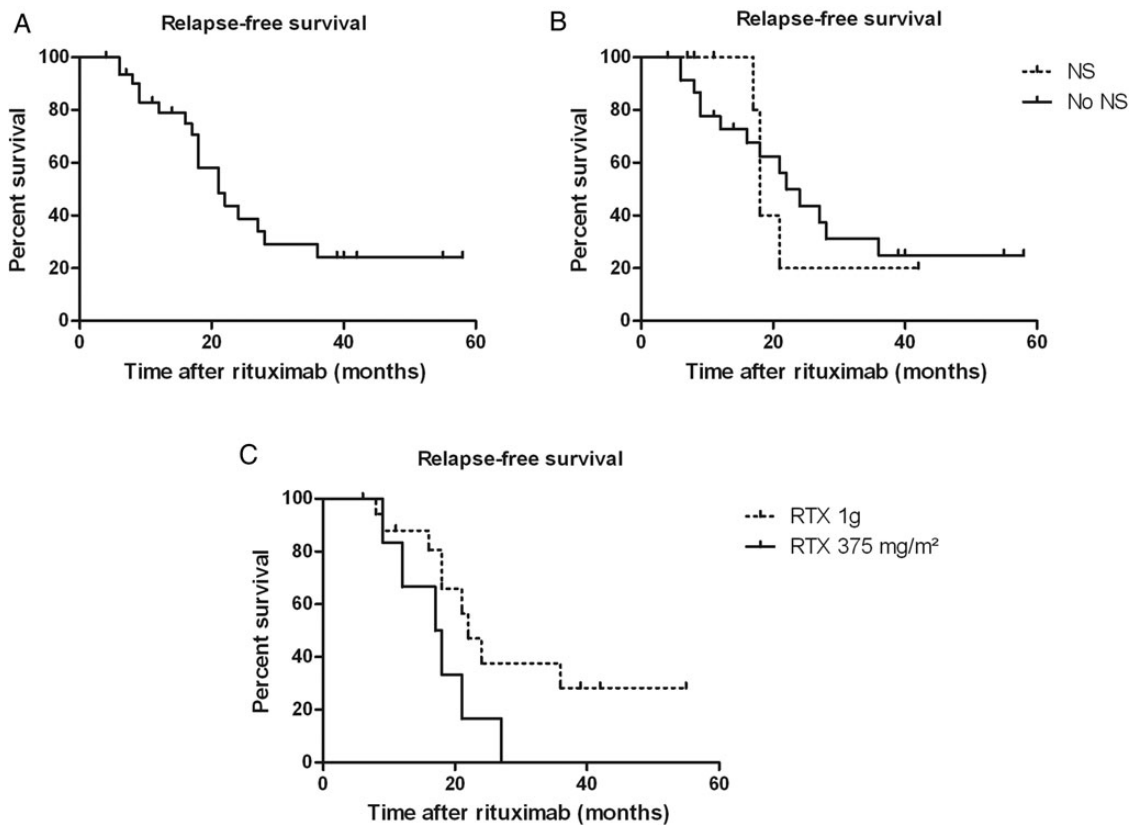 A
Relapse-free survival
100
80
60
40
20
0
Percent survival
0 20 40 60
Time after rituximab (months)
B
Relapse-free survival
100
80
60
40
20
0
Percent survival
0 20 40 60
Time after rituximab (months)
NS
No NS
C
Relapse-free survival
100
80
60
40
20
0
Percent survival
0 20 40 60
Time after rituximab (months)
RTX 1g
RTX 375 mg/m²